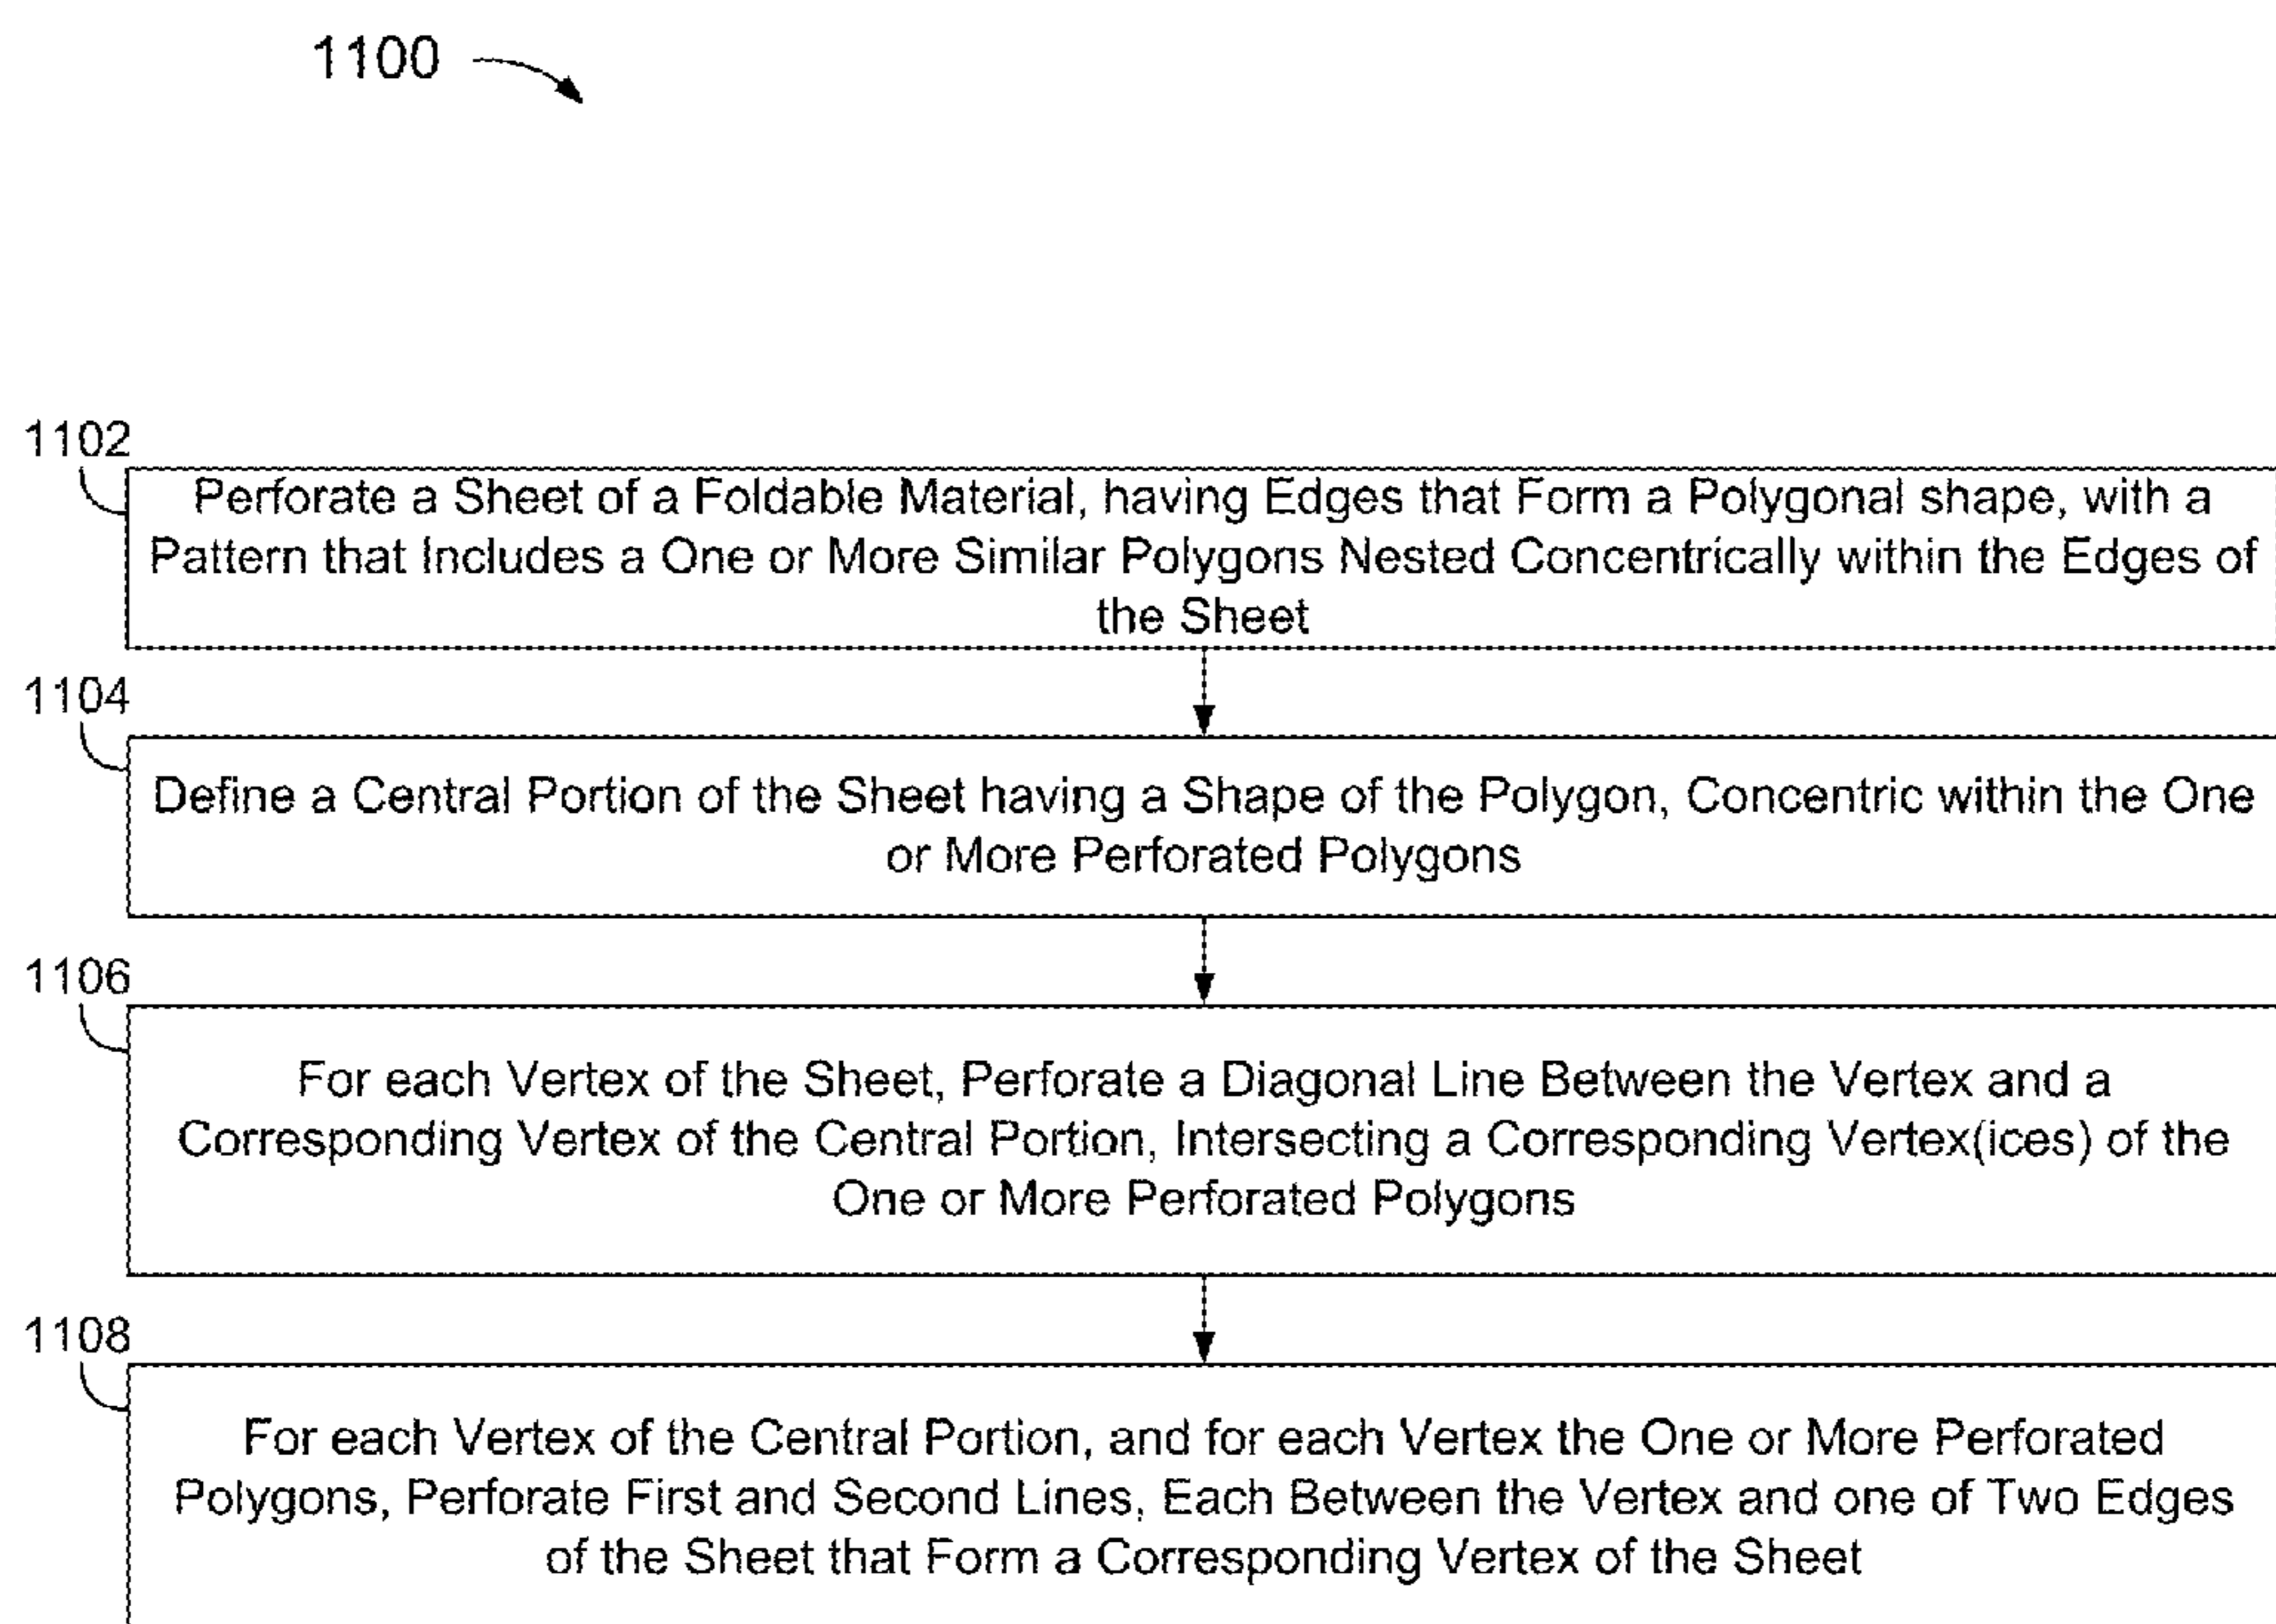 1100
1102
Perforate a Sheet of a Foldable Material, having Edges that Form a Polygonal shape, with a
Pattern that Includes a One or More Similar Polygons Nested Concentrically within the Edges of
the Sheet
1104
Define a Central Portion of the Sheet having a Shape of the Polygon, Concentric within the One
or More Perforated Polygons
1106
For each Vertex of the Sheet, Perforate a Diagonal Line Between the Vertex and a
Corresponding Vertex of the Central Portion, Intersecting a Corresponding Vertex(ices) of the
One or More Perforated Polygons
1108
For each Vertex of the Central Portion, and for each Vertex the One or More Perforated
Polygons, Perforate First and Second Lines, Each Between the Vertex and one of Two Edges
of the Sheet that Form a Corresponding Vertex of the Sheet